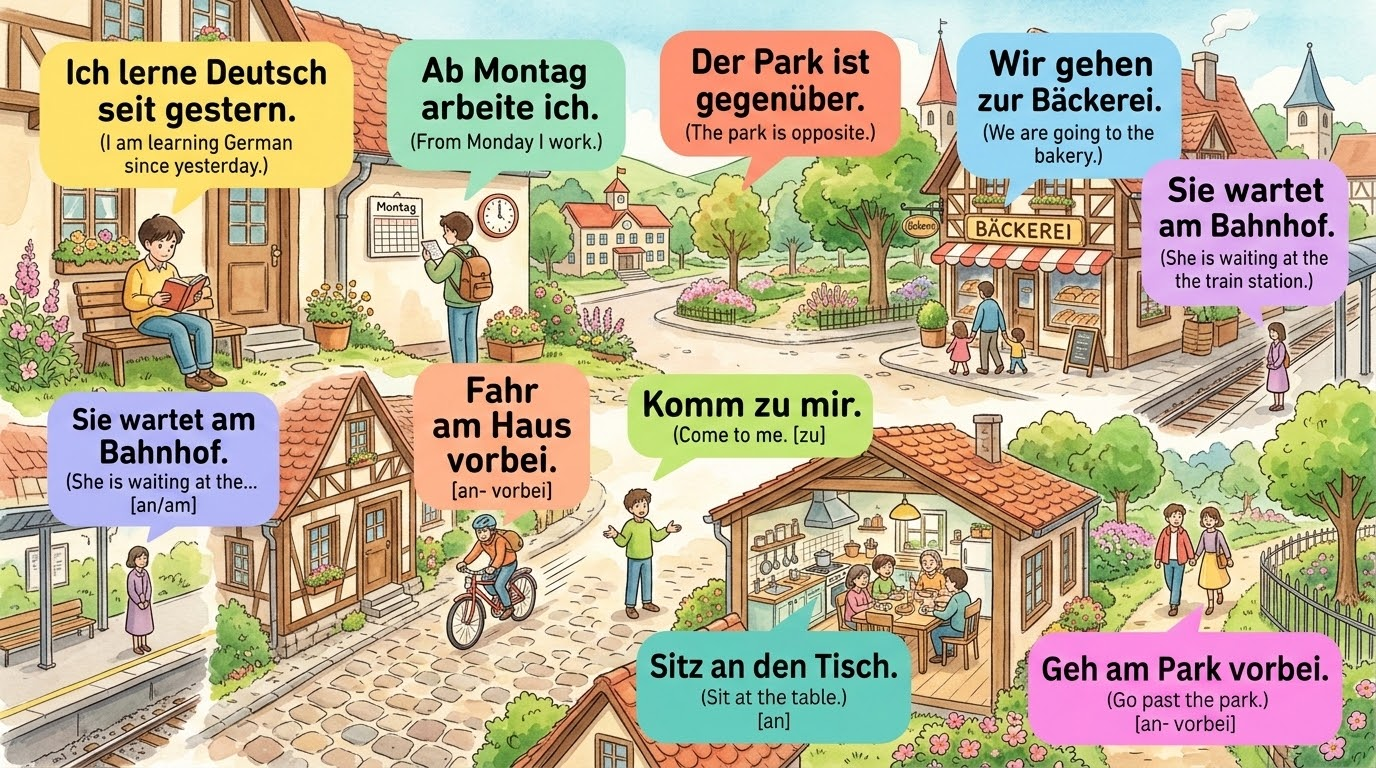 Ich lerne Deutsch
seit gestern.
(I am learning German
since yesterday.)
Ab Montag
arbeite ich.
(From Monday I work.)
Der Park ist
gegenüber.
(The park is opposite.)
Wir gehen
zur Bäckerei.
(We are going to the
bakery.)
Sie wartet
am Bahnhof.
(She is waiting at the
the train station.)
Montag
BÄCKEREI
Sie wartet am
Bahnhof.
(She is waiting at the...
[an/am]
Fahr
am Haus
vorbei.
[an- vorbei]
Komm zu mir.
(Come to me. [zu]
Sitz an den Tisch.
(Sit at the table.)
[an]
Geh am Park vorbei.
(Go past the park.)
[an- vorbei]